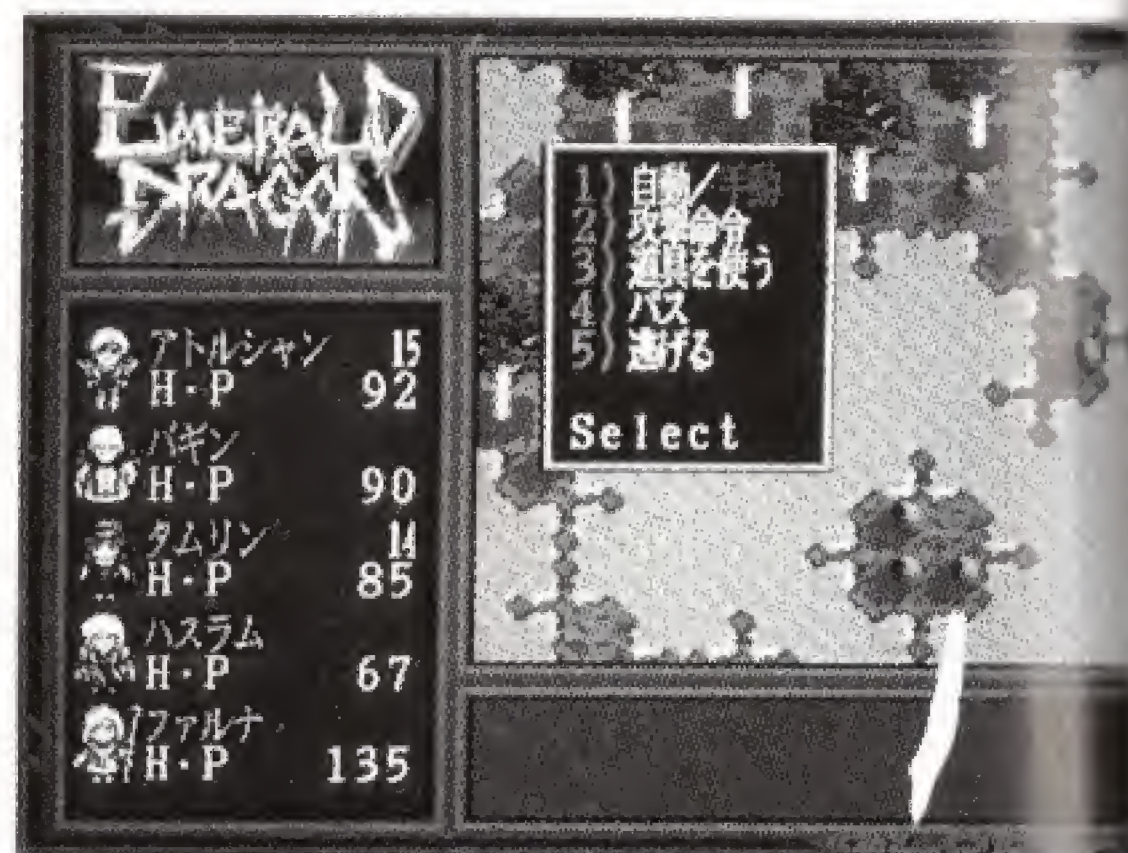 EMERALD
DRAGON
アトルシャン 15
H・P 92
バギン
H・P 90
タムリン 14
H・P 85
ハスラム
H・P 67
ファルナ
H・P 135
1) 自動/手動
2) 攻撃命令
3) 道具を使う
4) パス
5) 逃げる
Select